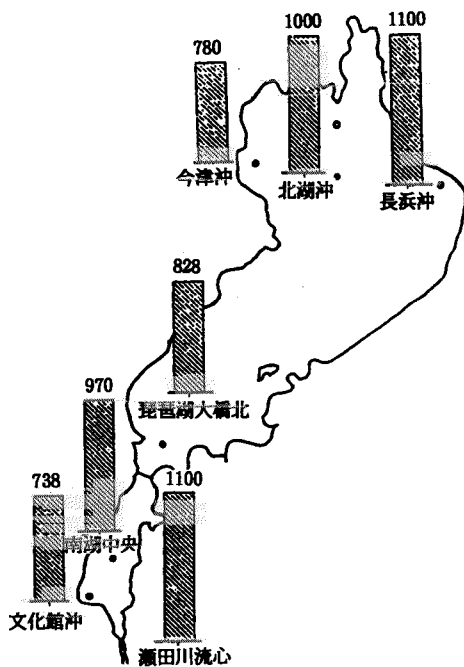 780
今津沖
1000
北湖沖
1100
長浜沖
828
琵琶湖大橋北
970
南湖中央
738
文化館沖
1100
瀬田川流心